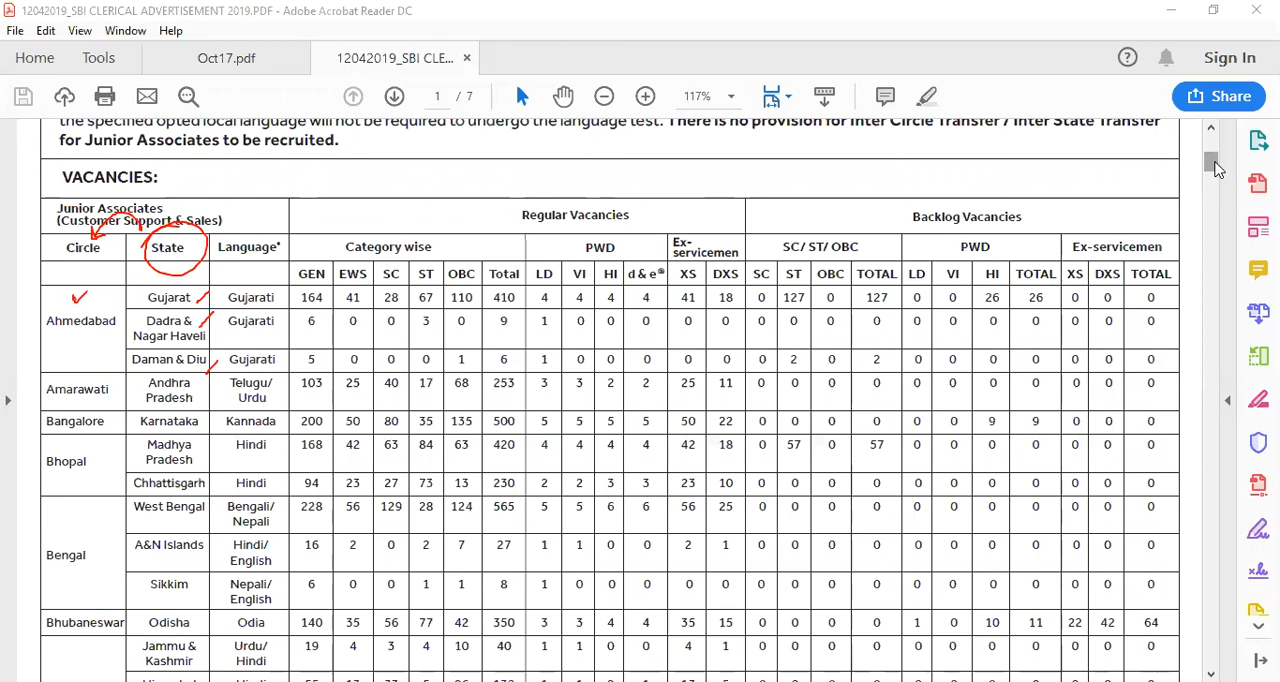 12042019_SBI CLERICAL ADVERTISEMENT 2019.PDF - Adobe Acrobat Reader DC
File Edit View Window Help
Home Tools Oct17.pdf 12042019_SBI CLE... × Sign In
1 / 7 117% Share
the specified opted local language will not be required to undergo the language test. There is no provision for Inter Circle Transfer / Inter State Transfer
for Junior Associates to be recruited.
VACANCIES:
Junior Associates
(Customer Support & Sales) Regular Vacancies Backlog Vacancies
Circle State Language* Category wise PWD Ex-servicemen SC/ ST/ OBC PWD Ex-servicemen
GEN EWS SC ST OBC Total LD VI HI d & e@ XS DXS SC ST OBC TOTAL LD VI HI TOTAL XS DXS TOTAL
Ahmedabad Gujarat Gujarati 164 41 28 67 110 410 4 4 4 4 41 18 0 127 0 127 0 0 26 26 0 0 0
Dadra & Nagar Haveli Gujarati 6 0 0 3 0 9 1 0 0 0 0 0 0 0 0 0 0 0 0 0 0 0 0
Daman & Diu Gujarati 5 0 0 0 1 6 1 0 0 0 0 0 0 2 0 2 0 0 0 0 0 0 0
Amarawati Andhra Pradesh Telugu/ Urdu 103 25 40 17 68 253 3 3 2 2 25 11 0 0 0 0 0 0 0 0 0 0 0
Bangalore Karnataka Kannada 200 50 80 35 135 500 5 5 5 5 50 22 0 0 0 0 0 0 9 9 0 0 0
Bhopal Madhya Pradesh Hindi 168 42 63 84 63 420 4 4 4 4 42 18 0 57 0 57 0 0 0 0 0 0 0
Chhattisgarh Hindi 94 23 27 73 13 230 2 2 3 3 23 10 0 0 0 0 0 0 0 0 0 0 0
Bengal West Bengal Bengali/ Nepali 228 56 129 28 124 565 5 5 6 6 56 25 0 0 0 0 0 0 0 0 0 0 0
A&N Islands Hindi/ English 16 2 0 2 7 27 1 1 0 0 2 1 0 0 0 0 0 0 0 0 0 0 0
Sikkim Nepali/ English 6 0 0 1 1 8 1 0 0 0 0 0 0 0 0 0 0 0 0 0 0 0 0
Bhubaneswar Odisha Odia 140 35 56 77 42 350 3 3 4 4 35 15 0 0 0 0 1 0 10 11 22 42 64
Jammu & Kashmir Urdu/ Hindi 19 4 3 4 10 40 1 1 0 0 4 1 0 0 0 0 0 0 0 0 0 0 0